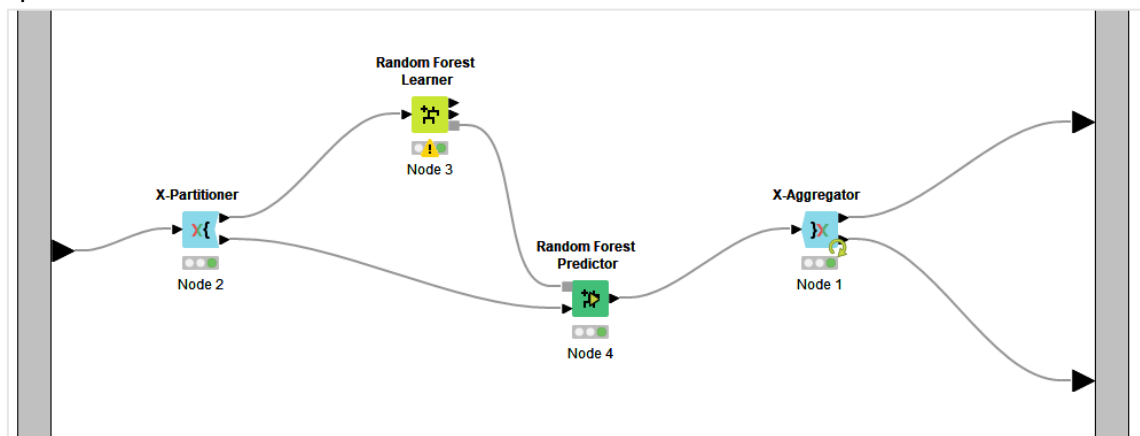 Random Forest
Learner
Node 3
X-Partitioner
X{
Node 2
Random Forest
Predictor
Node 4
X-Aggregator
}X
Node 1